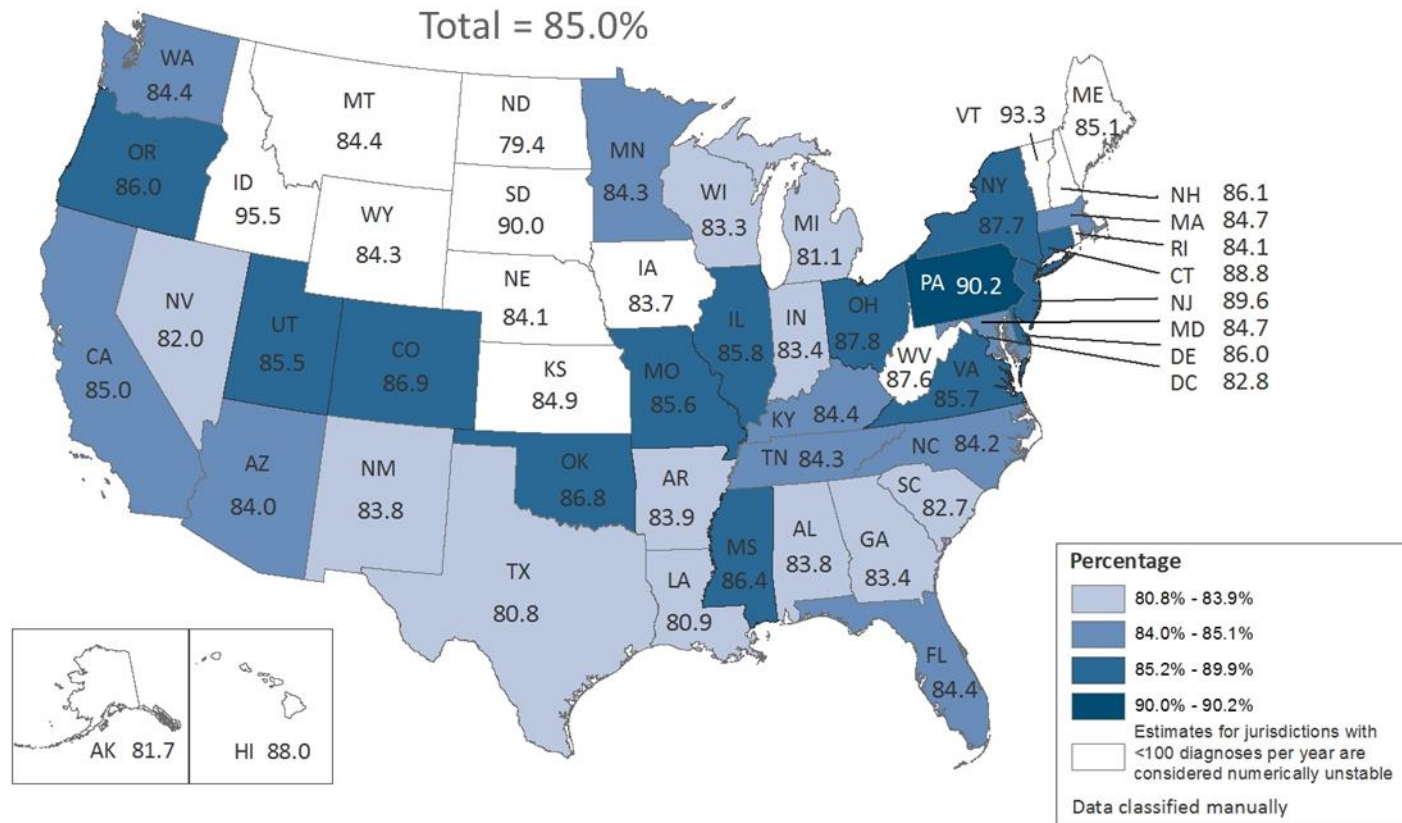 Total = 85.0%
WA
84.4
MT
84.4
ND
79.4
MN
84.3
VT 93.3
ME
85.1
OR
86.0
ID
95.5
WY
84.3
SD
90.0
WI
83.3
MI
81.1
NY
87.7
NH 86.1
MA 84.7
RI 84.1
CT 88.8
NJ 89.6
MD 84.7
DE 86.0
DC 82.8
NV
82.0
UT
85.5
CO
86.9
NE
84.1
IA
83.7
IL
85.8
IN
83.4
OH
87.8
PA 90.2
WV
87.6
VA
85.7
CA
85.0
KS
84.9
MO
85.6
KY 84.4
TN 84.3
NC 84.2
AZ
84.0
NM
83.8
OK
86.8
AR
83.9
SC
82.7
TX
80.8
LA
80.9
MS
86.4
AL
83.8
GA
83.4
FL
84.4
AK 81.7
HI 88.0
Percentage
80.8% - 83.9%
84.0% - 85.1%
85.2% - 89.9%
90.0% - 90.2%
Estimates for jurisdictions with
<100 diagnoses per year are
considered numerically unstable
Data classified manually